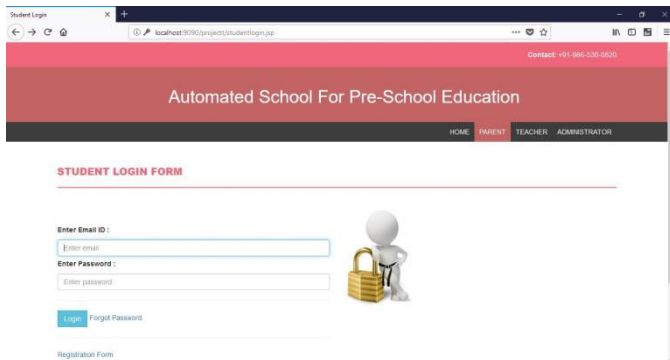 Student Login
localhost:9090/projectt/studentlogin.jsp
Contact: +91-986-530-0820
Automated School For Pre-School Education
HOME PARENT TEACHER ADMINISTRATOR
STUDENT LOGIN FORM
Enter Email ID :
Enter email
Enter Password :
Enter password
Login Forgot Password
Registration Form